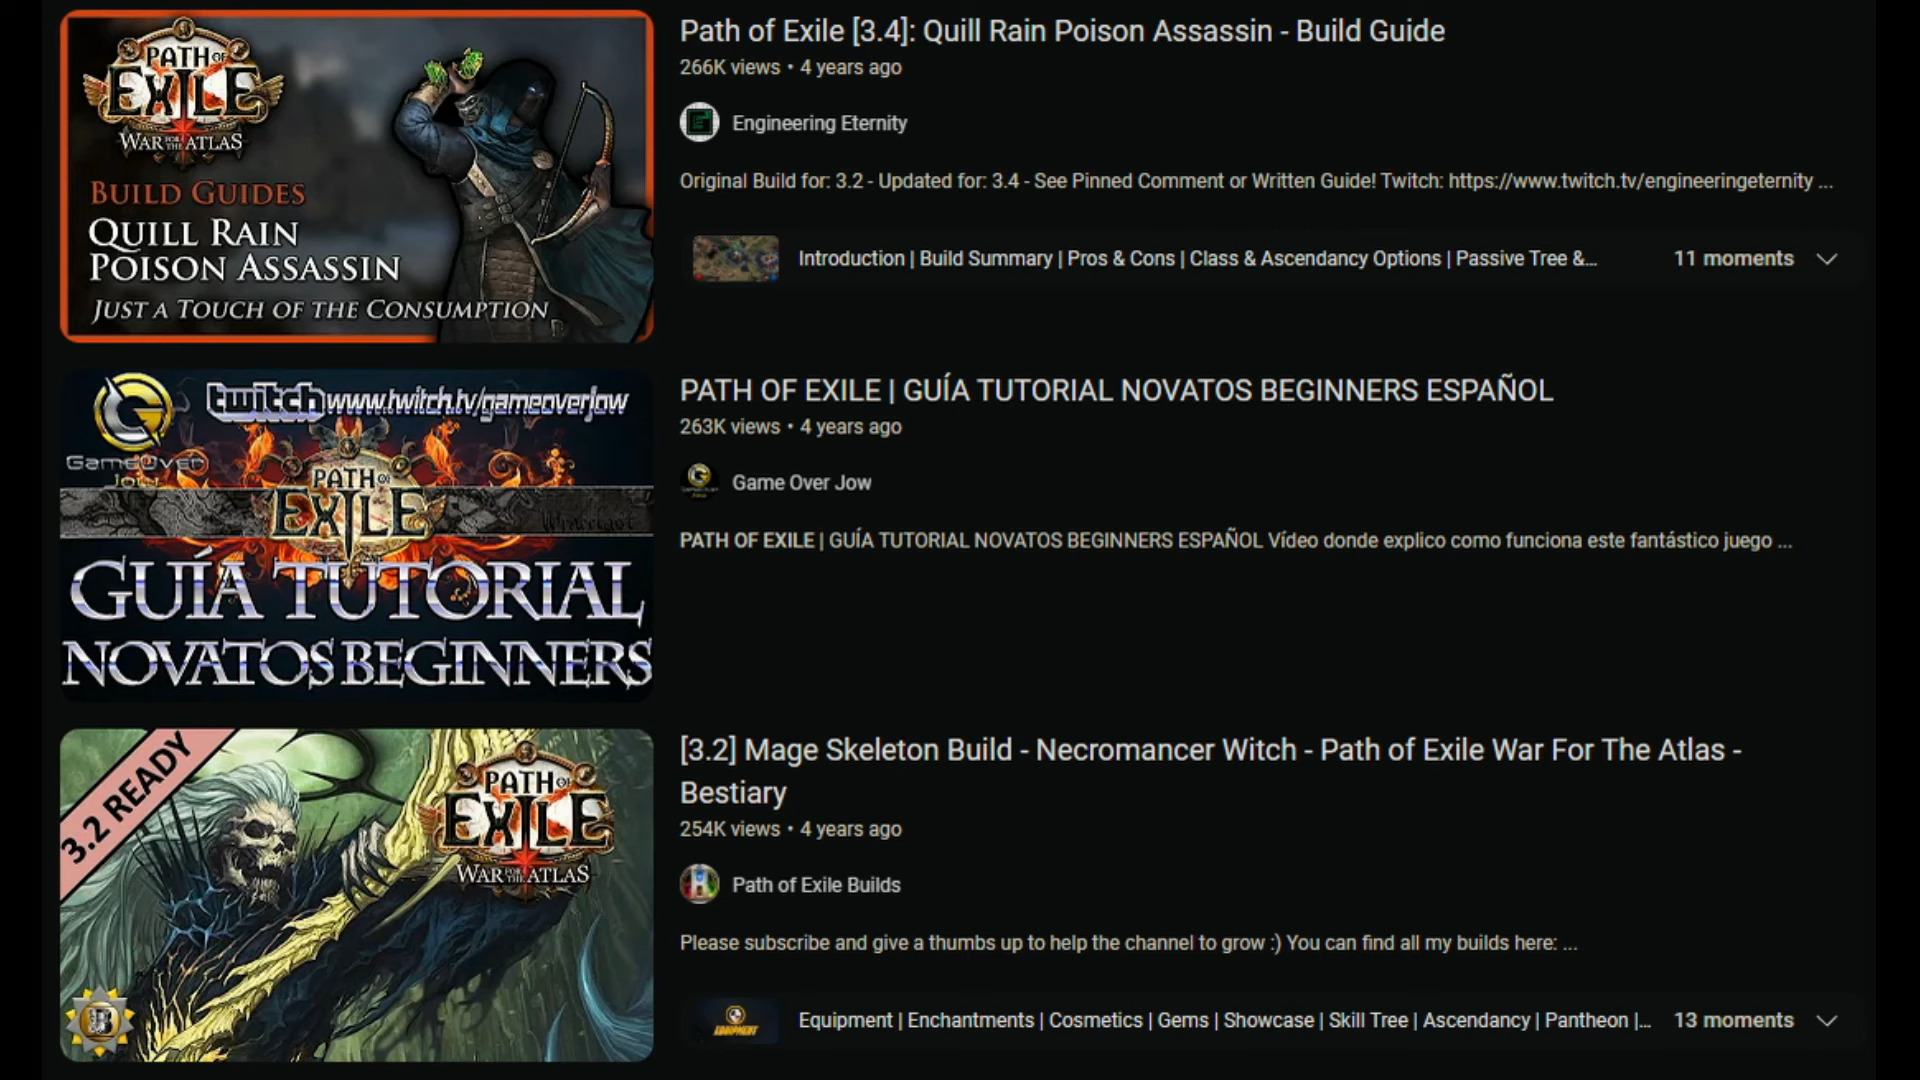 PATH OF
EXILE
WAR FOR THE ATLAS
BUILD GUIDES
QUILL RAIN
POISON ASSASSIN
JUST A TOUCH OF THE CONSUMPTION
Path of Exile [3.4]: Quill Rain Poison Assassin - Build Guide
266K views • 4 years ago
Engineering Eternity
Original Build for: 3.2 - Updated for: 3.4 - See Pinned Comment or Written Guide! Twitch: https://www.twitch.tv/engineeringeternity ...
Introduction | Build Summary | Pros & Cons | Class & Ascendancy Options | Passive Tree &...
11 moments
twitch www.twitch.tv/gameoverjow
GameOver
Jow
PATH OF
EXILE
Wraeclast
GUÍA TUTORIAL
NOVATOS BEGINNERS
PATH OF EXILE | GUÍA TUTORIAL NOVATOS BEGINNERS ESPAÑOL
263K views • 4 years ago
Game Over Jow
PATH OF EXILE | GUÍA TUTORIAL NOVATOS BEGINNERS ESPAÑOL Vídeo donde explico como funciona este fantástico juego ...
3.2 READY
PATH OF
EXILE
WAR FOR THE ATLAS
[3.2] Mage Skeleton Build - Necromancer Witch - Path of Exile War For The Atlas -
Bestiary
254K views • 4 years ago
Path of Exile Builds
Please subscribe and give a thumbs up to help the channel to grow :) You can find all my builds here: ...
EQUIPMENT
Equipment | Enchantments | Cosmetics | Gems | Showcase | Skill Tree | Ascendancy | Pantheon |...
13 moments